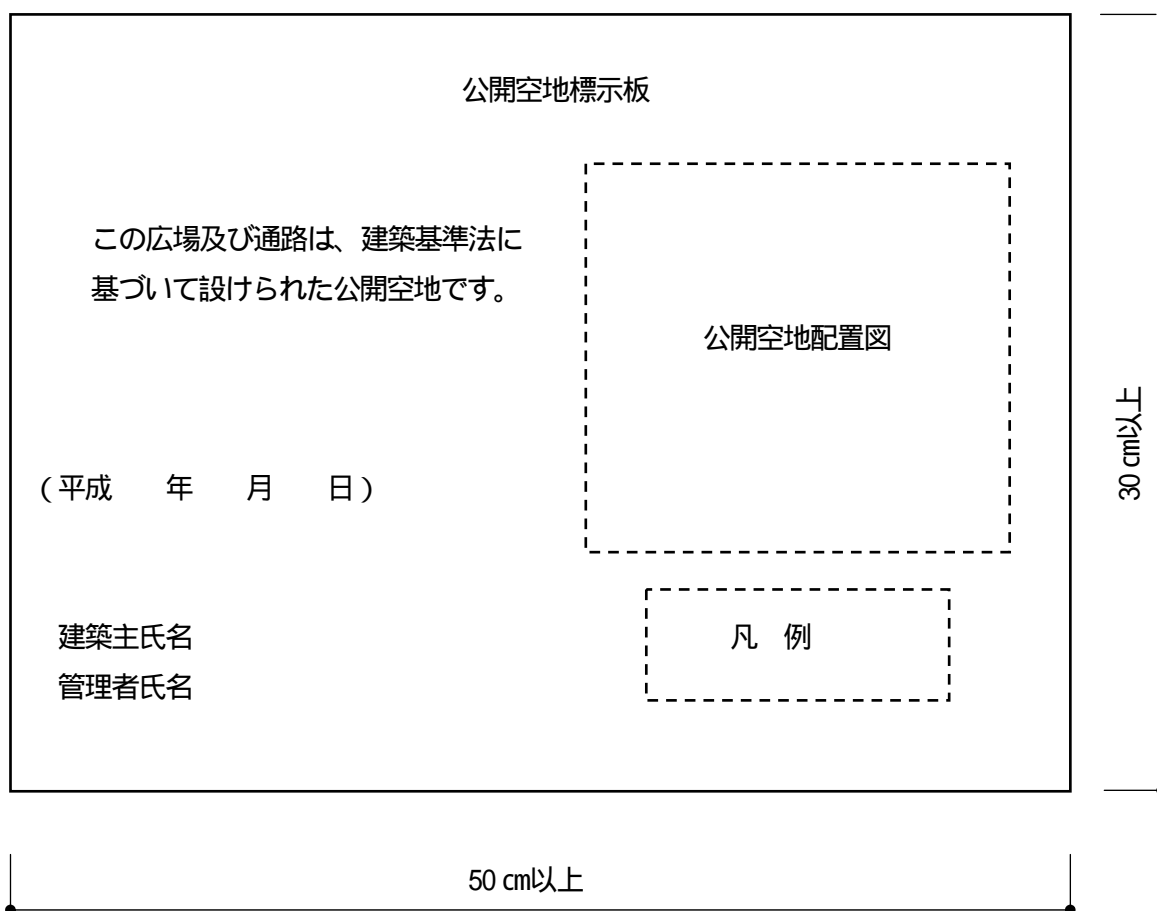 公開空地標示板
この広場及び通路は、建築基準法に
基づいて設けられた公開空地です。
公開空地配置図
(平成　年　月　日)
建築主氏名
管理者氏名
凡　例
30 ㎝以上
50 ㎝以上